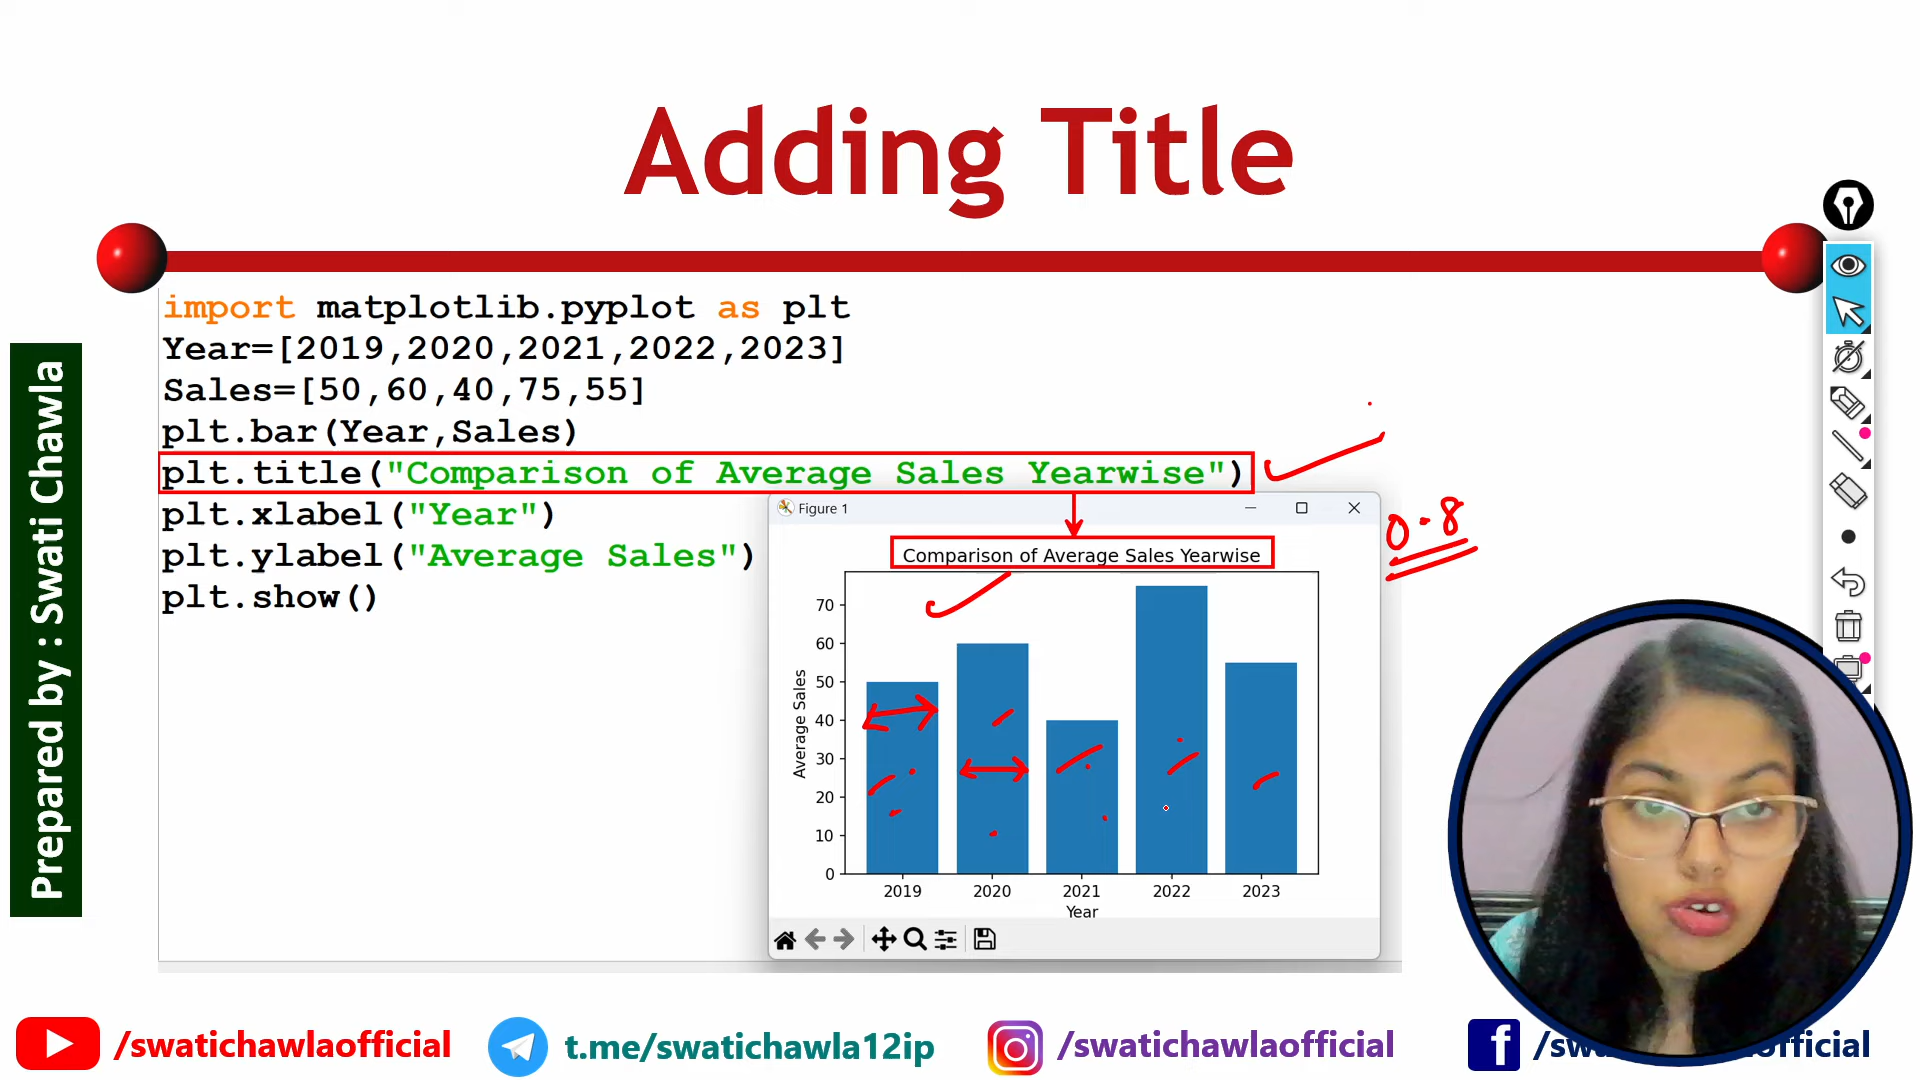 Adding Title
Prepared by : Swati Chawla
import matplotlib.pyplot as plt
Year=[2019,2020,2021,2022,2023]
Sales=[50,60,40,75,55]
plt.bar(Year,Sales)
plt.title("Comparison of Average Sales Yearwise")
plt.xlabel("Year")
plt.ylabel("Average Sales")
plt.show()
Figure 1
0.8
Comparison of Average Sales Yearwise
70
60
50
40
30
20
10
0
Average Sales
2019 2020 2021 2022 2023
Year
/swatichawlaofficial
t.me/swatichawla12ip
/swatichawlaofficial